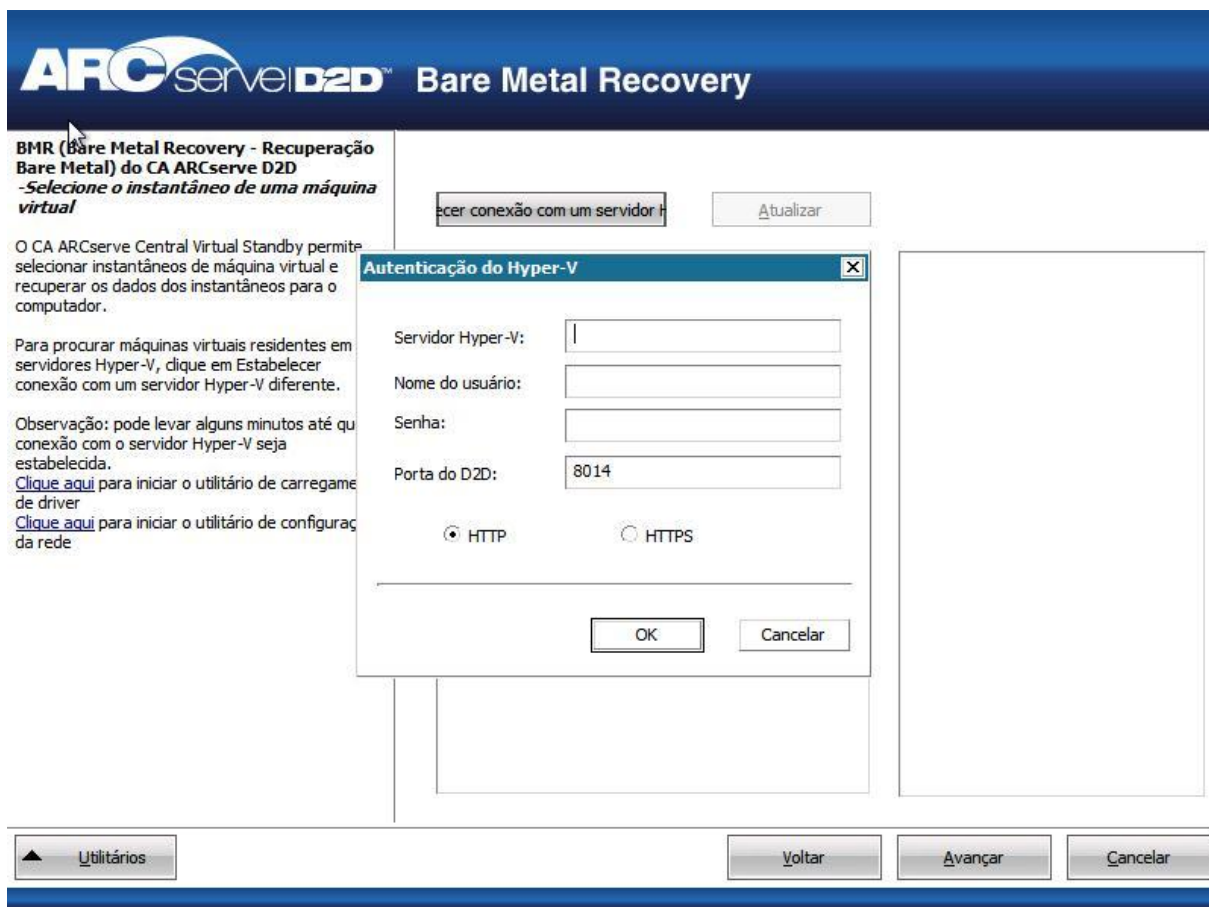 ARCserve D2D™ Bare Metal Recovery
BMR (Bare Metal Recovery - Recuperação
Bare Metal) do CA ARCserve D2D
-Selecione o instantâneo de uma máquina
virtual
O CA ARCserve Central Virtual Standby permite
selecionar instantâneos de máquina virtual e
recuperar os dados dos instantâneos para o
computador.
Para procurar máquinas virtuais residentes em
servidores Hyper-V, clique em Estabelecer
conexão com um servidor Hyper-V diferente.
Observação: pode levar alguns minutos até qu
conexão com o servidor Hyper-V seja
estabelecida.
Clique aqui para iniciar o utilitário de carregame
de driver
Clique aqui para iniciar o utilitário de configuraç
da rede
ecer conexão com um servidor H
Atualizar
Autenticação do Hyper-V
Servidor Hyper-V:
Nome do usuário:
Senha:
Porta do D2D: 8014
HTTP HTTPS
OK Cancelar
Utilitários Voltar Avançar Cancelar